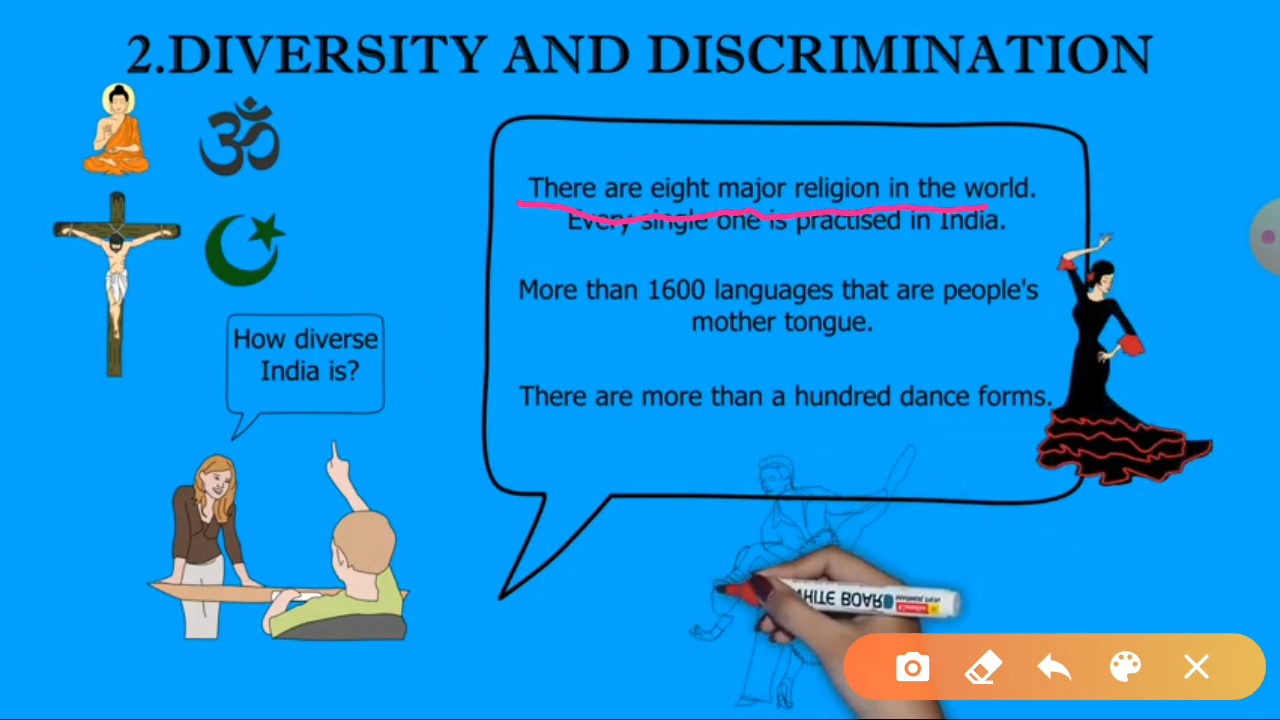 2.DIVERSITY AND DISCRIMINATION
There are eight major religion in the world.
Every single one is practised in India.
More than 1600 languages that are people's
mother tongue.
There are more than a hundred dance forms.
How diverse
India is?
WHITE BOARD